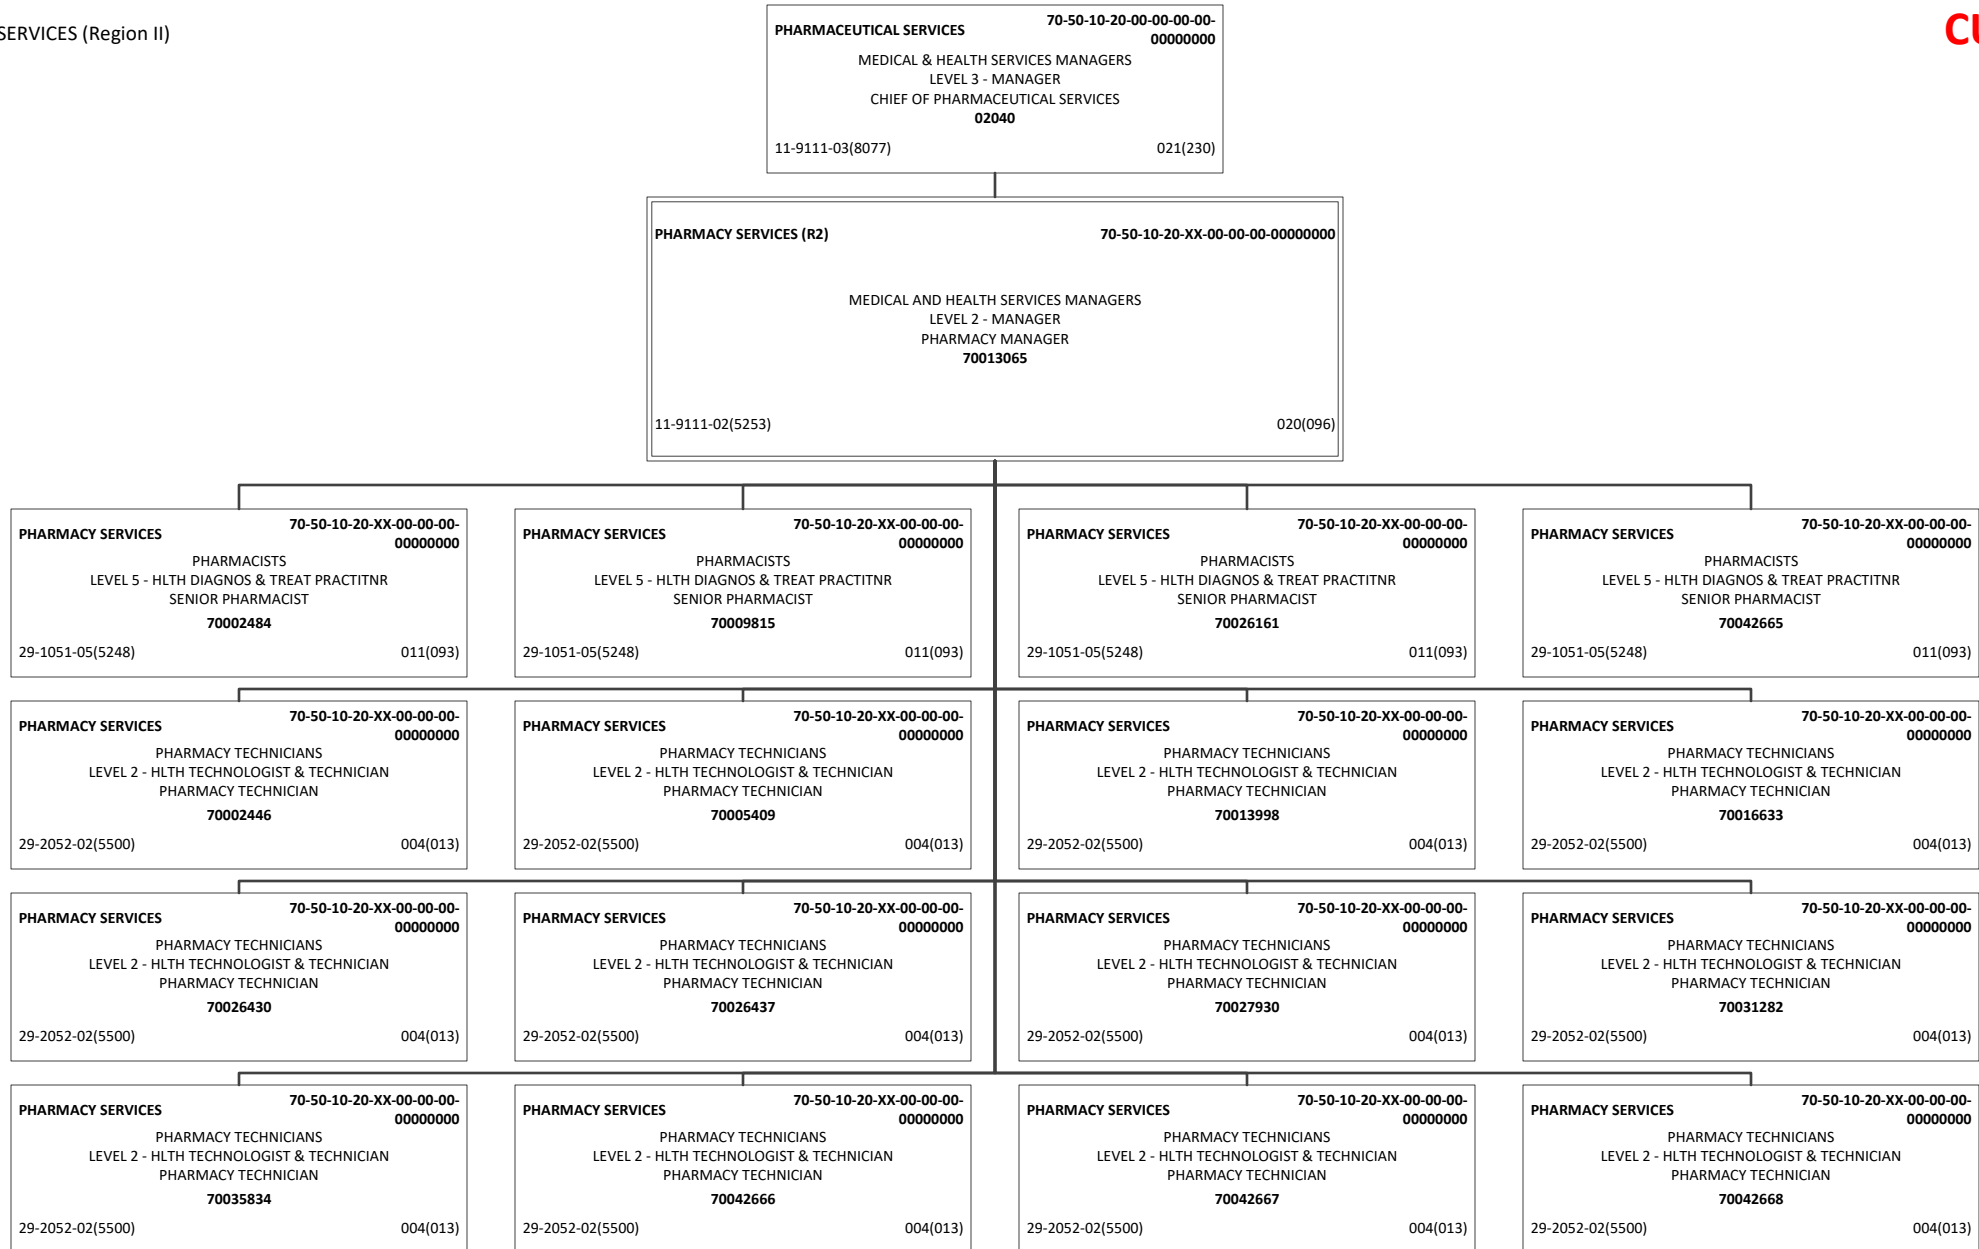 SERVICES (Region II)
PHARMACEUTICAL SERVICES
70-50-10-20-00-00-00-00-
00000000
MEDICAL & HEALTH SERVICES MANAGERS
LEVEL 3 - MANAGER
CHIEF OF PHARMACEUTICAL SERVICES
02040
11-9111-03(8077) 021(230)
PHARMACY SERVICES (R2) 70-50-10-20-XX-00-00-00-00000000
MEDICAL AND HEALTH SERVICES MANAGERS
LEVEL 2 - MANAGER
PHARMACY MANAGER
70013065
11-9111-02(5253) 020(096)
PHARMACY SERVICES
70-50-10-20-XX-00-00-00-
00000000
PHARMACISTS
LEVEL 5 - HLTH DIAGNOS & TREAT PRACTITNR
SENIOR PHARMACIST
70002484
29-1051-05(5248) 011(093)
PHARMACY SERVICES
70-50-10-20-XX-00-00-00-
00000000
PHARMACISTS
LEVEL 5 - HLTH DIAGNOS & TREAT PRACTITNR
SENIOR PHARMACIST
70009815
29-1051-05(5248) 011(093)
PHARMACY SERVICES
70-50-10-20-XX-00-00-00-
00000000
PHARMACISTS
LEVEL 5 - HLTH DIAGNOS & TREAT PRACTITNR
SENIOR PHARMACIST
70026161
29-1051-05(5248) 011(093)
PHARMACY SERVICES
70-50-10-20-XX-00-00-00-
00000000
PHARMACISTS
LEVEL 5 - HLTH DIAGNOS & TREAT PRACTITNR
SENIOR PHARMACIST
70042665
29-1051-05(5248) 011(093)
PHARMACY SERVICES
70-50-10-20-XX-00-00-00-
00000000
PHARMACY TECHNICIANS
LEVEL 2 - HLTH TECHNOLOGIST & TECHNICIAN
PHARMACY TECHNICIAN
70002446
29-2052-02(5500) 004(013)
PHARMACY SERVICES
70-50-10-20-XX-00-00-00-
00000000
PHARMACY TECHNICIANS
LEVEL 2 - HLTH TECHNOLOGIST & TECHNICIAN
PHARMACY TECHNICIAN
70005409
29-2052-02(5500) 004(013)
PHARMACY SERVICES
70-50-10-20-XX-00-00-00-
00000000
PHARMACY TECHNICIANS
LEVEL 2 - HLTH TECHNOLOGIST & TECHNICIAN
PHARMACY TECHNICIAN
70013998
29-2052-02(5500) 004(013)
PHARMACY SERVICES
70-50-10-20-XX-00-00-00-
00000000
PHARMACY TECHNICIANS
LEVEL 2 - HLTH TECHNOLOGIST & TECHNICIAN
PHARMACY TECHNICIAN
70016633
29-2052-02(5500) 004(013)
PHARMACY SERVICES
70-50-10-20-XX-00-00-00-
00000000
PHARMACY TECHNICIANS
LEVEL 2 - HLTH TECHNOLOGIST & TECHNICIAN
PHARMACY TECHNICIAN
70026430
29-2052-02(5500) 004(013)
PHARMACY SERVICES
70-50-10-20-XX-00-00-00-
00000000
PHARMACY TECHNICIANS
LEVEL 2 - HLTH TECHNOLOGIST & TECHNICIAN
PHARMACY TECHNICIAN
70026437
29-2052-02(5500) 004(013)
PHARMACY SERVICES
70-50-10-20-XX-00-00-00-
00000000
PHARMACY TECHNICIANS
LEVEL 2 - HLTH TECHNOLOGIST & TECHNICIAN
PHARMACY TECHNICIAN
70027930
29-2052-02(5500) 004(013)
PHARMACY SERVICES
70-50-10-20-XX-00-00-00-
00000000
PHARMACY TECHNICIANS
LEVEL 2 - HLTH TECHNOLOGIST & TECHNICIAN
PHARMACY TECHNICIAN
70031282
29-2052-02(5500) 004(013)
PHARMACY SERVICES
70-50-10-20-XX-00-00-00-
00000000
PHARMACY TECHNICIANS
LEVEL 2 - HLTH TECHNOLOGIST & TECHNICIAN
PHARMACY TECHNICIAN
70035834
29-2052-02(5500) 004(013)
PHARMACY SERVICES
70-50-10-20-XX-00-00-00-
00000000
PHARMACY TECHNICIANS
LEVEL 2 - HLTH TECHNOLOGIST & TECHNICIAN
PHARMACY TECHNICIAN
70042666
29-2052-02(5500) 004(013)
PHARMACY SERVICES
70-50-10-20-XX-00-00-00-
00000000
PHARMACY TECHNICIANS
LEVEL 2 - HLTH TECHNOLOGIST & TECHNICIAN
PHARMACY TECHNICIAN
70042667
29-2052-02(5500) 004(013)
PHARMACY SERVICES
70-50-10-20-XX-00-00-00-
00000000
PHARMACY TECHNICIANS
LEVEL 2 - HLTH TECHNOLOGIST & TECHNICIAN
PHARMACY TECHNICIAN
70042668
29-2052-02(5500) 004(013)